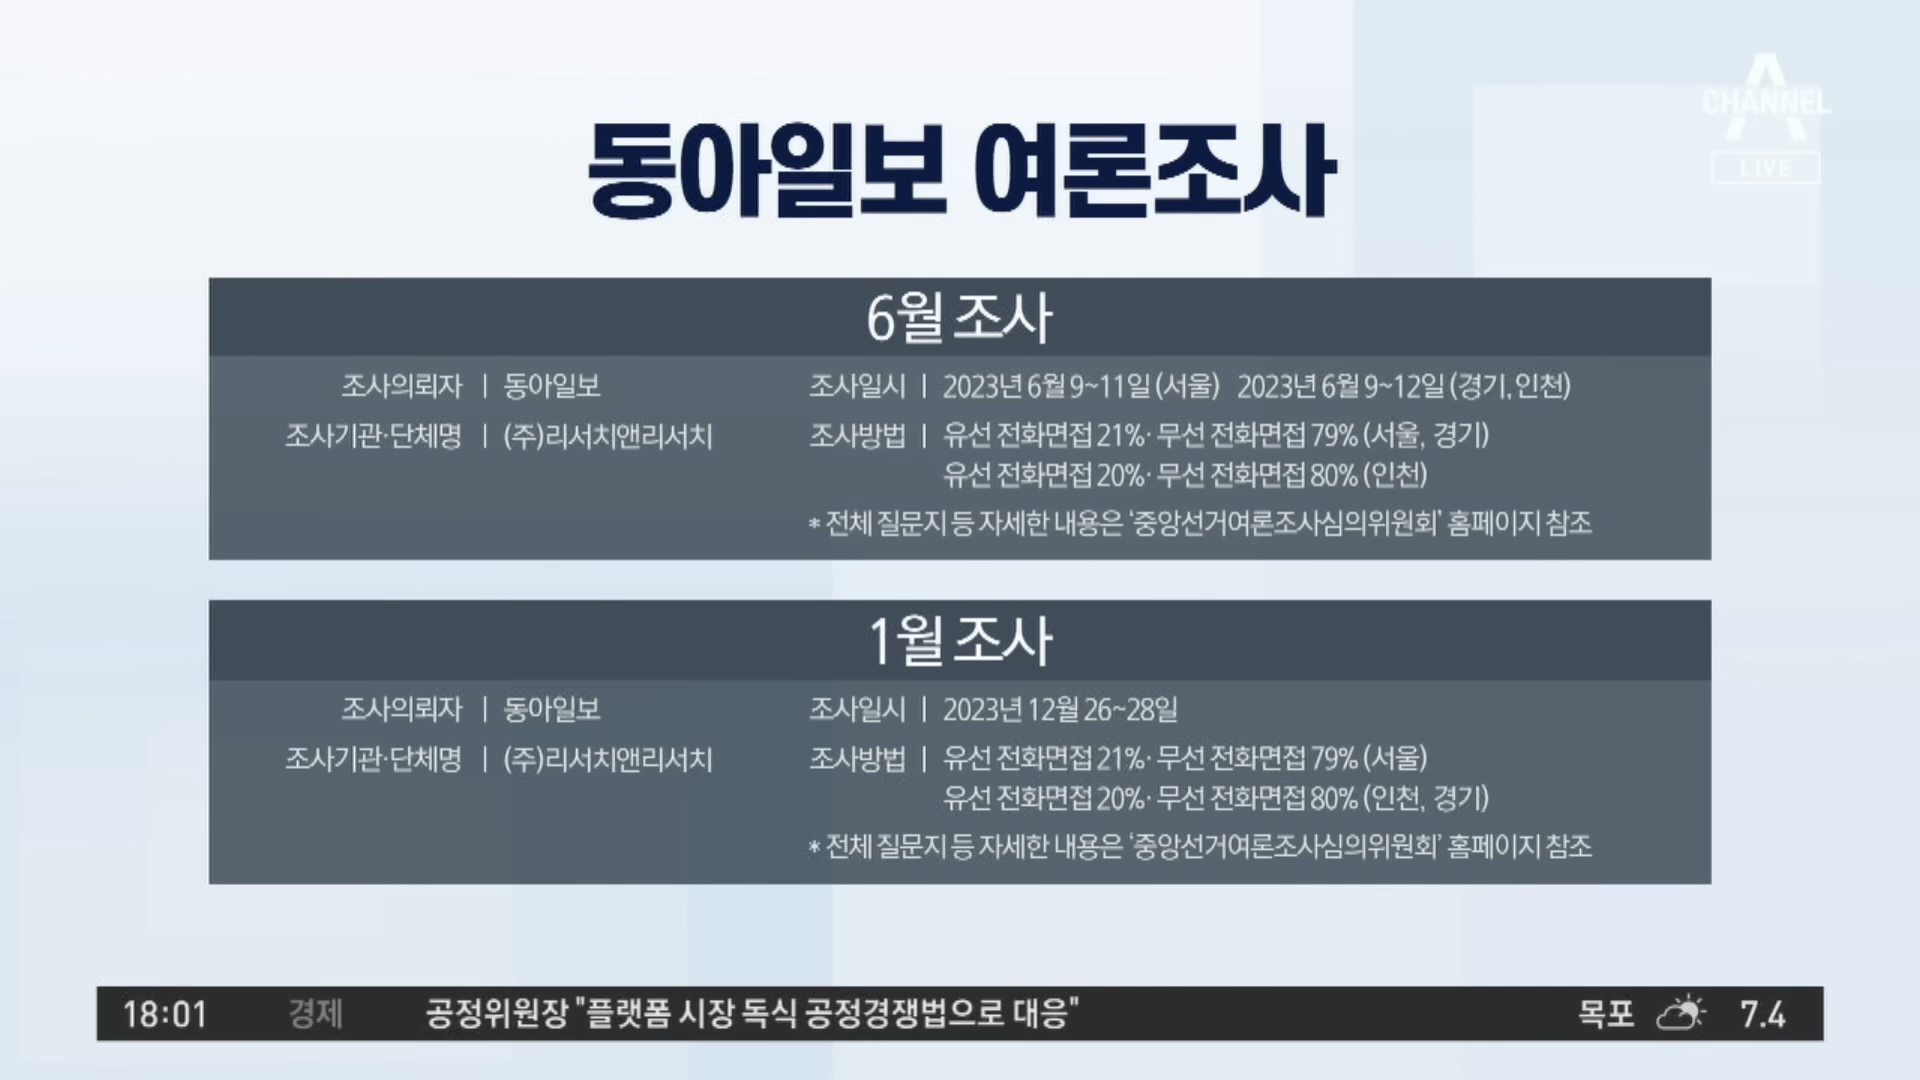 CHANNEL A
LIVE
동아일보 여론조사
6월 조사
조사의뢰자 | 동아일보
조사기관·단체명 | (주)리서치앤리서치
조사일시 | 2023년 6월 9~11일 (서울) 2023년 6월 9~12일 (경기,인천)
조사방법 | 유선 전화면접 21%· 무선 전화면접 79% (서울, 경기)
유선 전화면접 20%· 무선 전화면접 80% (인천)
* 전체 질문지 등 자세한 내용은 ‘중앙선거여론조사심의위원회’ 홈페이지 참조
1월 조사
조사의뢰자 | 동아일보
조사기관·단체명 | (주)리서치앤리서치
조사일시 | 2023년 12월 26~28일
조사방법 | 유선 전화면접 21%· 무선 전화면접 79% (서울)
유선 전화면접 20%· 무선 전화면접 80% (인천, 경기)
* 전체 질문지 등 자세한 내용은 ‘중앙선거여론조사심의위원회’ 홈페이지 참조
18:01 경제 공정위원장 "플랫폼 시장 독식 공정경쟁법으로 대응" 목포 7.4